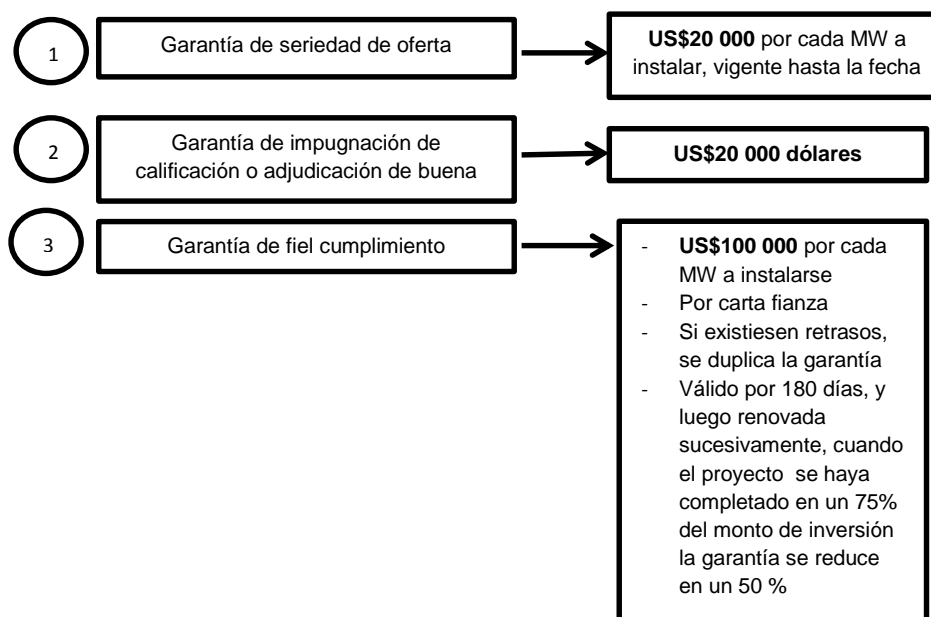 1
Garantía de seriedad de oferta
US$20 000 por cada MW a
instalar, vigente hasta la fecha
2
Garantía de impugnación de
calificación o adjudicación de buena
US$20 000 dólares
3
Garantía de fiel cumplimiento
- US$100 000 por cada
MW a instalarse
- Por carta fianza
- Si existiesen retrasos,
se duplica la garantía
- Válido por 180 días, y
luego renovada
sucesivamente, cuando
el proyecto se haya
completado en un 75%
del monto de inversión
la garantía se reduce
en un 50 %